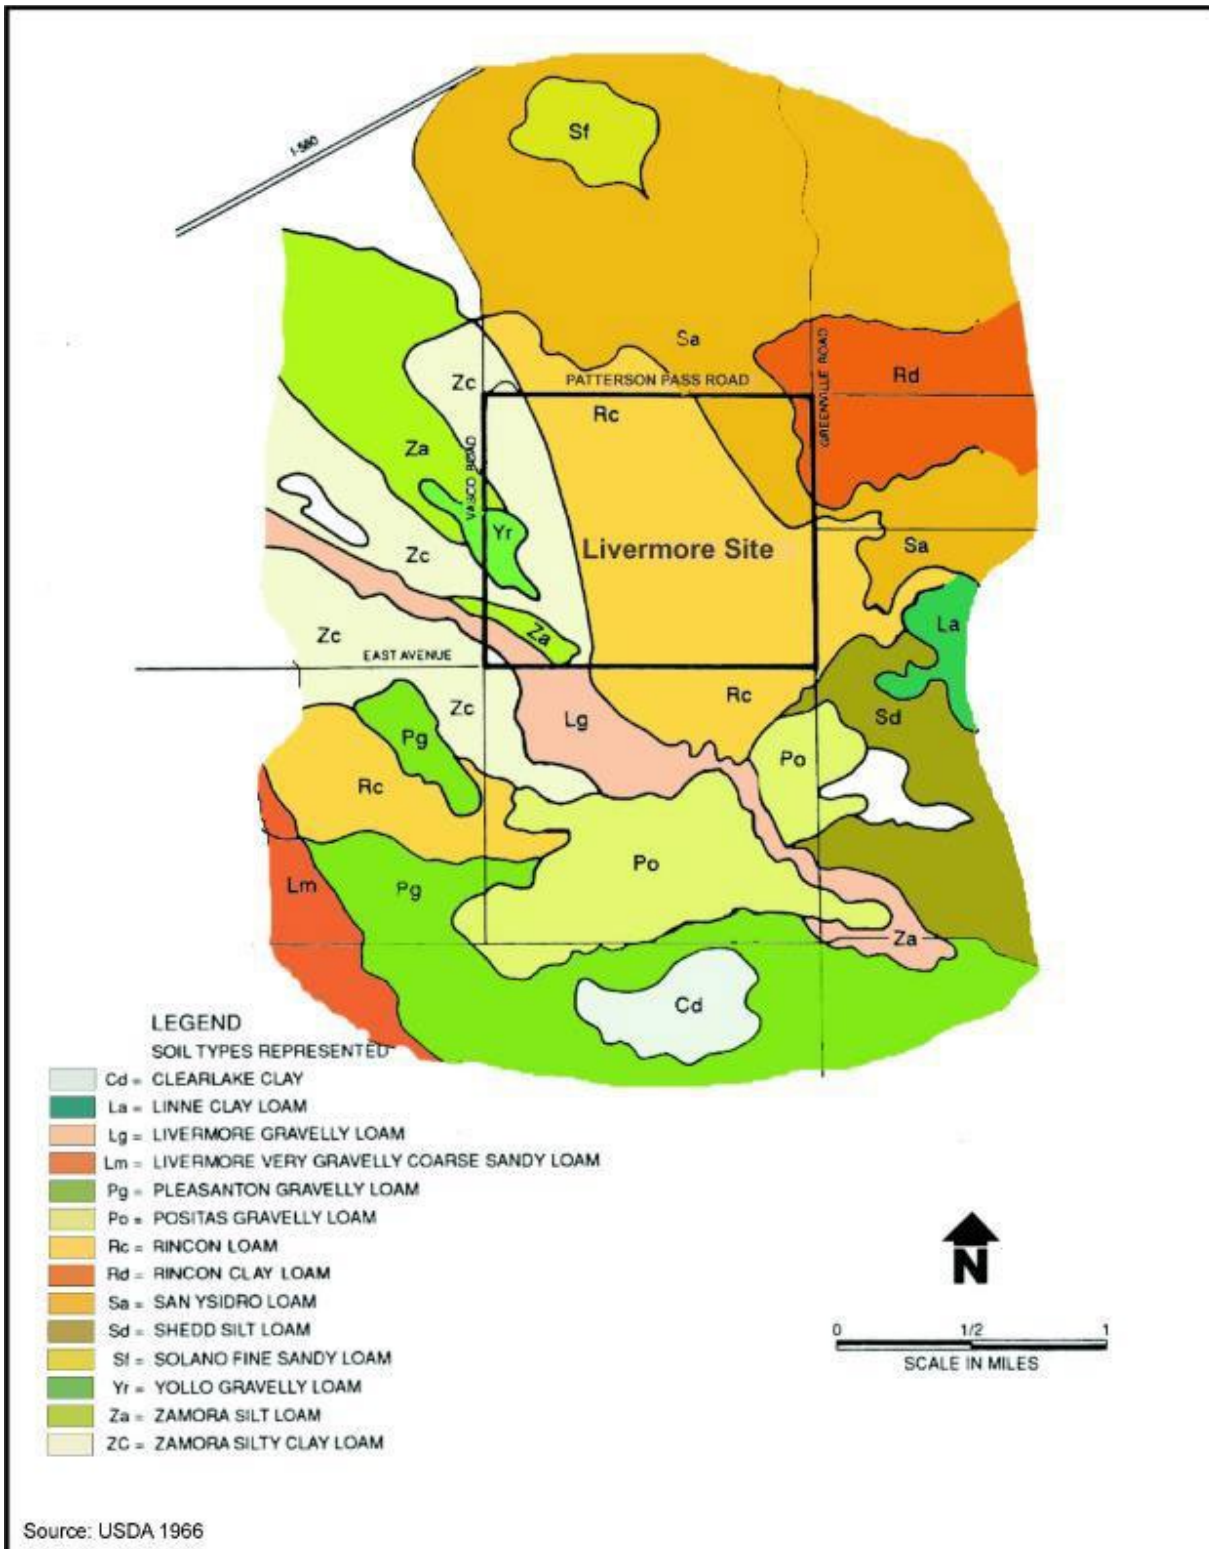 I-580
Sf
Sa
Zc
PATTERSON PASS ROAD
GREENVILLE ROAD
Rd
Rc
Za
VASCO ROAD
Yr
Livermore Site
Zc
Sa
La
Zc
Za
EAST AVENUE
Zc
Rc
Lg
Sd
Pg
Po
Rc
Po
Lm
Pg
Za
Cd
LEGEND
SOIL TYPES REPRESENTED
Cd = CLEARLAKE CLAY
La = LINNE CLAY LOAM
Lg = LIVERMORE GRAVELLY LOAM
Lm = LIVERMORE VERY GRAVELLY COARSE SANDY LOAM
Pg = PLEASANTON GRAVELLY LOAM
Po = POSITAS GRAVELLY LOAM
Rc = RINCON LOAM
Rd = RINCON CLAY LOAM
Sa = SAN YSIDRO LOAM
Sd = SHEDD SILT LOAM
Sf = SOLANO FINE SANDY LOAM
Yr = YOLLO GRAVELLY LOAM
Za = ZAMORA SILT LOAM
ZC = ZAMORA SILTY CLAY LOAM
N
0 1/2 1
SCALE IN MILES
Source: USDA 1966